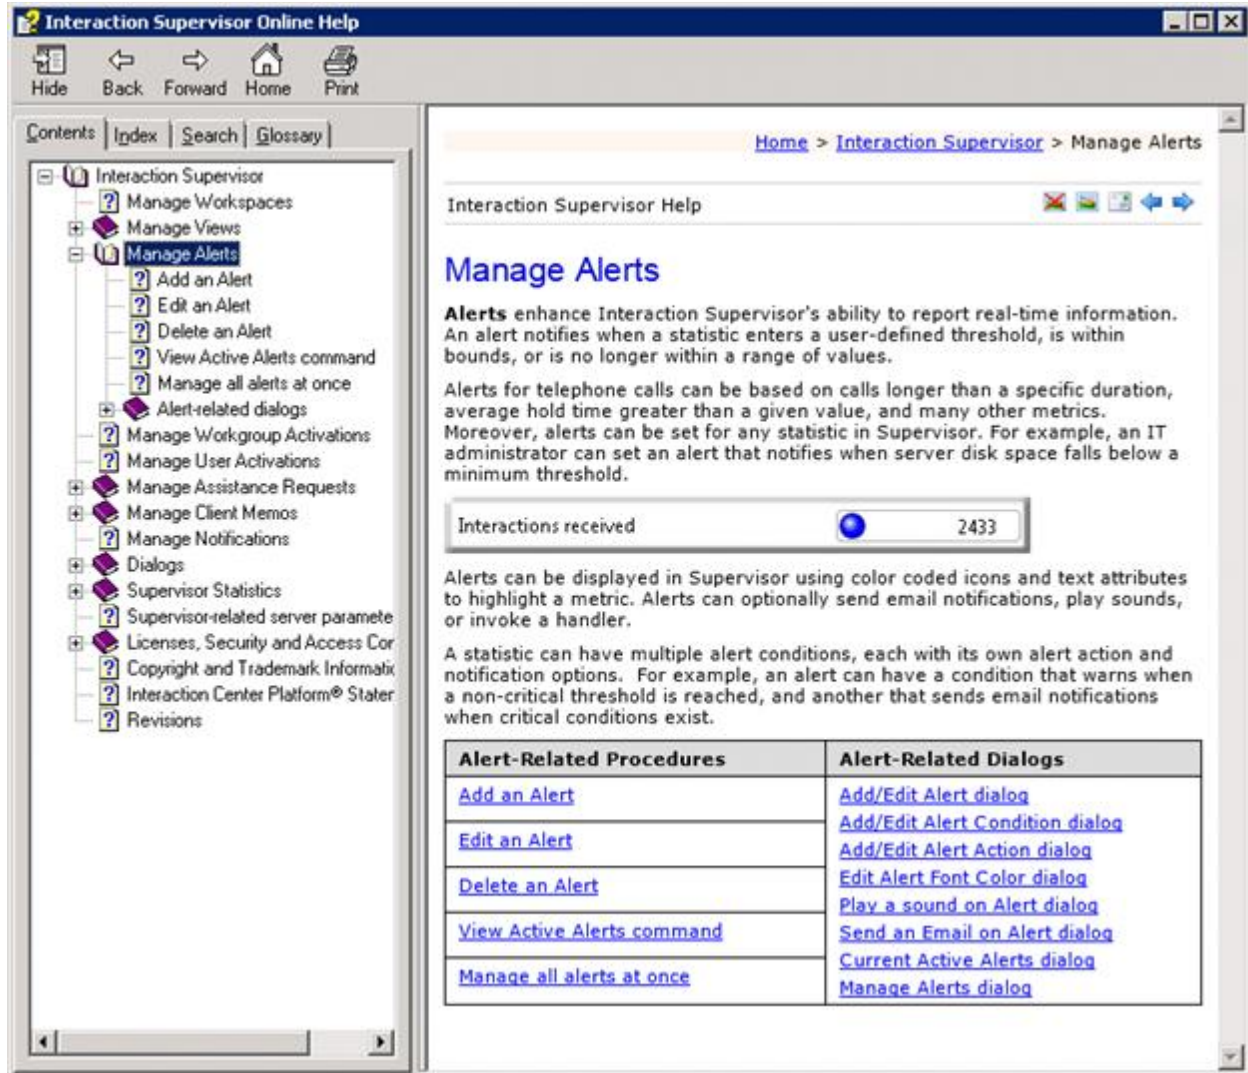 Interaction Supervisor Online Help
Hide Back Forward Home Print
Contents Index Search Glossary
Interaction Supervisor
Manage Workspaces
Manage Views
Manage Alerts
Add an Alert
Edit an Alert
Delete an Alert
View Active Alerts command
Manage all alerts at once
Alert-related dialogs
Manage Workgroup Activations
Manage User Activations
Manage Assistance Requests
Manage Client Memos
Manage Notifications
Dialogs
Supervisor Statistics
Supervisor-related server paramete
Licenses, Security and Access Cor
Copyright and Trademark Informatic
Interaction Center Platform® Stater
Revisions
Home > Interaction Supervisor > Manage Alerts
Interaction Supervisor Help
Manage Alerts
Alerts enhance Interaction Supervisor's ability to report real-time information.
An alert notifies when a statistic enters a user-defined threshold, is within
bounds, or is no longer within a range of values.
Alerts for telephone calls can be based on calls longer than a specific duration,
average hold time greater than a given value, and many other metrics.
Moreover, alerts can be set for any statistic in Supervisor. For example, an IT
administrator can set an alert that notifies when server disk space falls below a
minimum threshold.
Interactions received 2433
Alerts can be displayed in Supervisor using color coded icons and text attributes
to highlight a metric. Alerts can optionally send email notifications, play sounds,
or invoke a handler.
A statistic can have multiple alert conditions, each with its own alert action and
notification options. For example, an alert can have a condition that warns when
a non-critical threshold is reached, and another that sends email notifications
when critical conditions exist.
Alert-Related Procedures
Add an Alert
Edit an Alert
Delete an Alert
View Active Alerts command
Manage all alerts at once
Alert-Related Dialogs
Add/Edit Alert dialog
Add/Edit Alert Condition dialog
Add/Edit Alert Action dialog
Edit Alert Font Color dialog
Play a sound on Alert dialog
Send an Email on Alert dialog
Current Active Alerts dialog
Manage Alerts dialog